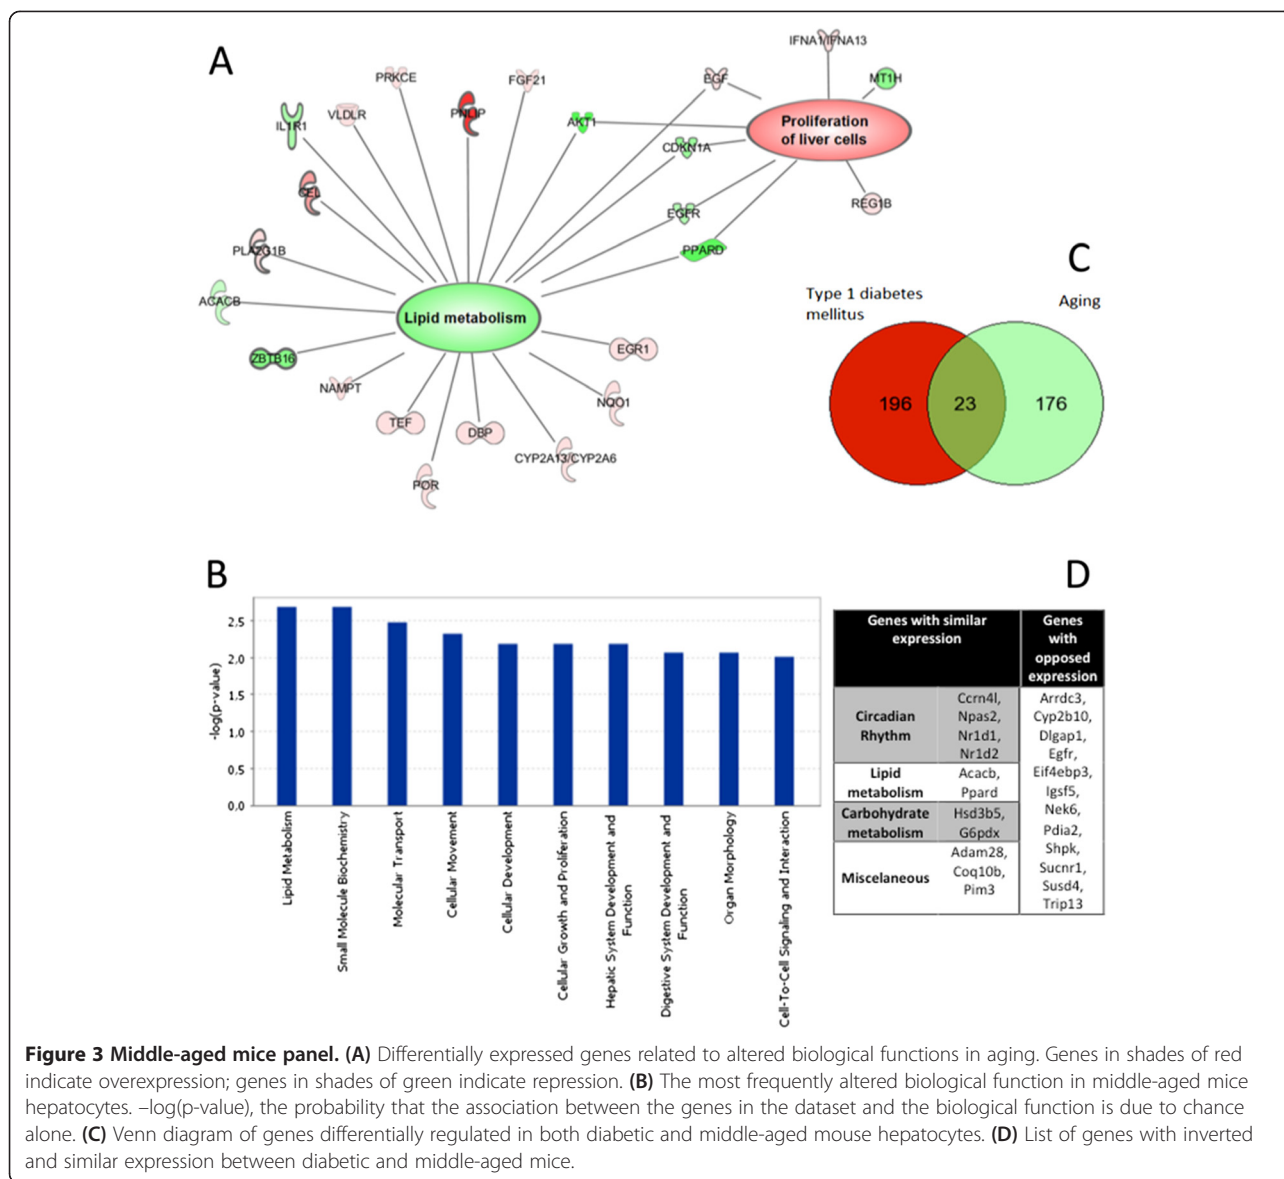 A
IFNA1/IFNA13
PRKCE
FGF21
EGF
MT1H
VLDLR
PNLIP
IL1R1
AKT1
Proliferation
of liver cells
CDKN1A
CEL
REG1B
EGFR
PLA2G1B
PPARD
ACACB
Lipid metabolism
ZBTB16
EGR1
NAMPT
NQO1
TEF
DBP
CYP2A13/CYP2A6
POR
C
Type 1 diabetes
mellitus
Aging
196
23
176
B
-log(p-value)
2.5
2.0
1.5
1.0
0.5
0.0
Lipid Metabolism
Small Molecule Biochemistry
Molecular Transport
Cellular Movement
Cellular Development
Cellular Growth and Proliferation
Hepatic System Development and
Function
Digestive System Development and
Function
Organ Morphology
Cell-To-Cell Signaling and Interaction
D
Genes with similar
expression
Genes
with
opposed
expression
Circadian
Rhythm
Ccrn4l,
Npas2,
Nr1d1,
Nr1d2
Lipid
metabolism
Acacb,
Ppard
Carbohydrate
metabolism
Hsd3b5,
G6pdx
Miscelaneous
Adam28,
Coq10b,
Pim3
Arrdc3,
Cyp2b10,
Dlgap1,
Egfr,
Eif4ebp3,
Igsf5,
Nek6,
Pdia2,
Shpk,
Sucnr1,
Susd4,
Trip13
Figure 3 Middle-aged mice panel. (A) Differentially expressed genes related to altered biological functions in aging. Genes in shades of red
indicate overexpression; genes in shades of green indicate repression. (B) The most frequently altered biological function in middle-aged mice
hepatocytes. –log(p-value), the probability that the association between the genes in the dataset and the biological function is due to chance
alone. (C) Venn diagram of genes differentially regulated in both diabetic and middle-aged mouse hepatocytes. (D) List of genes with inverted
and similar expression between diabetic and middle-aged mice.